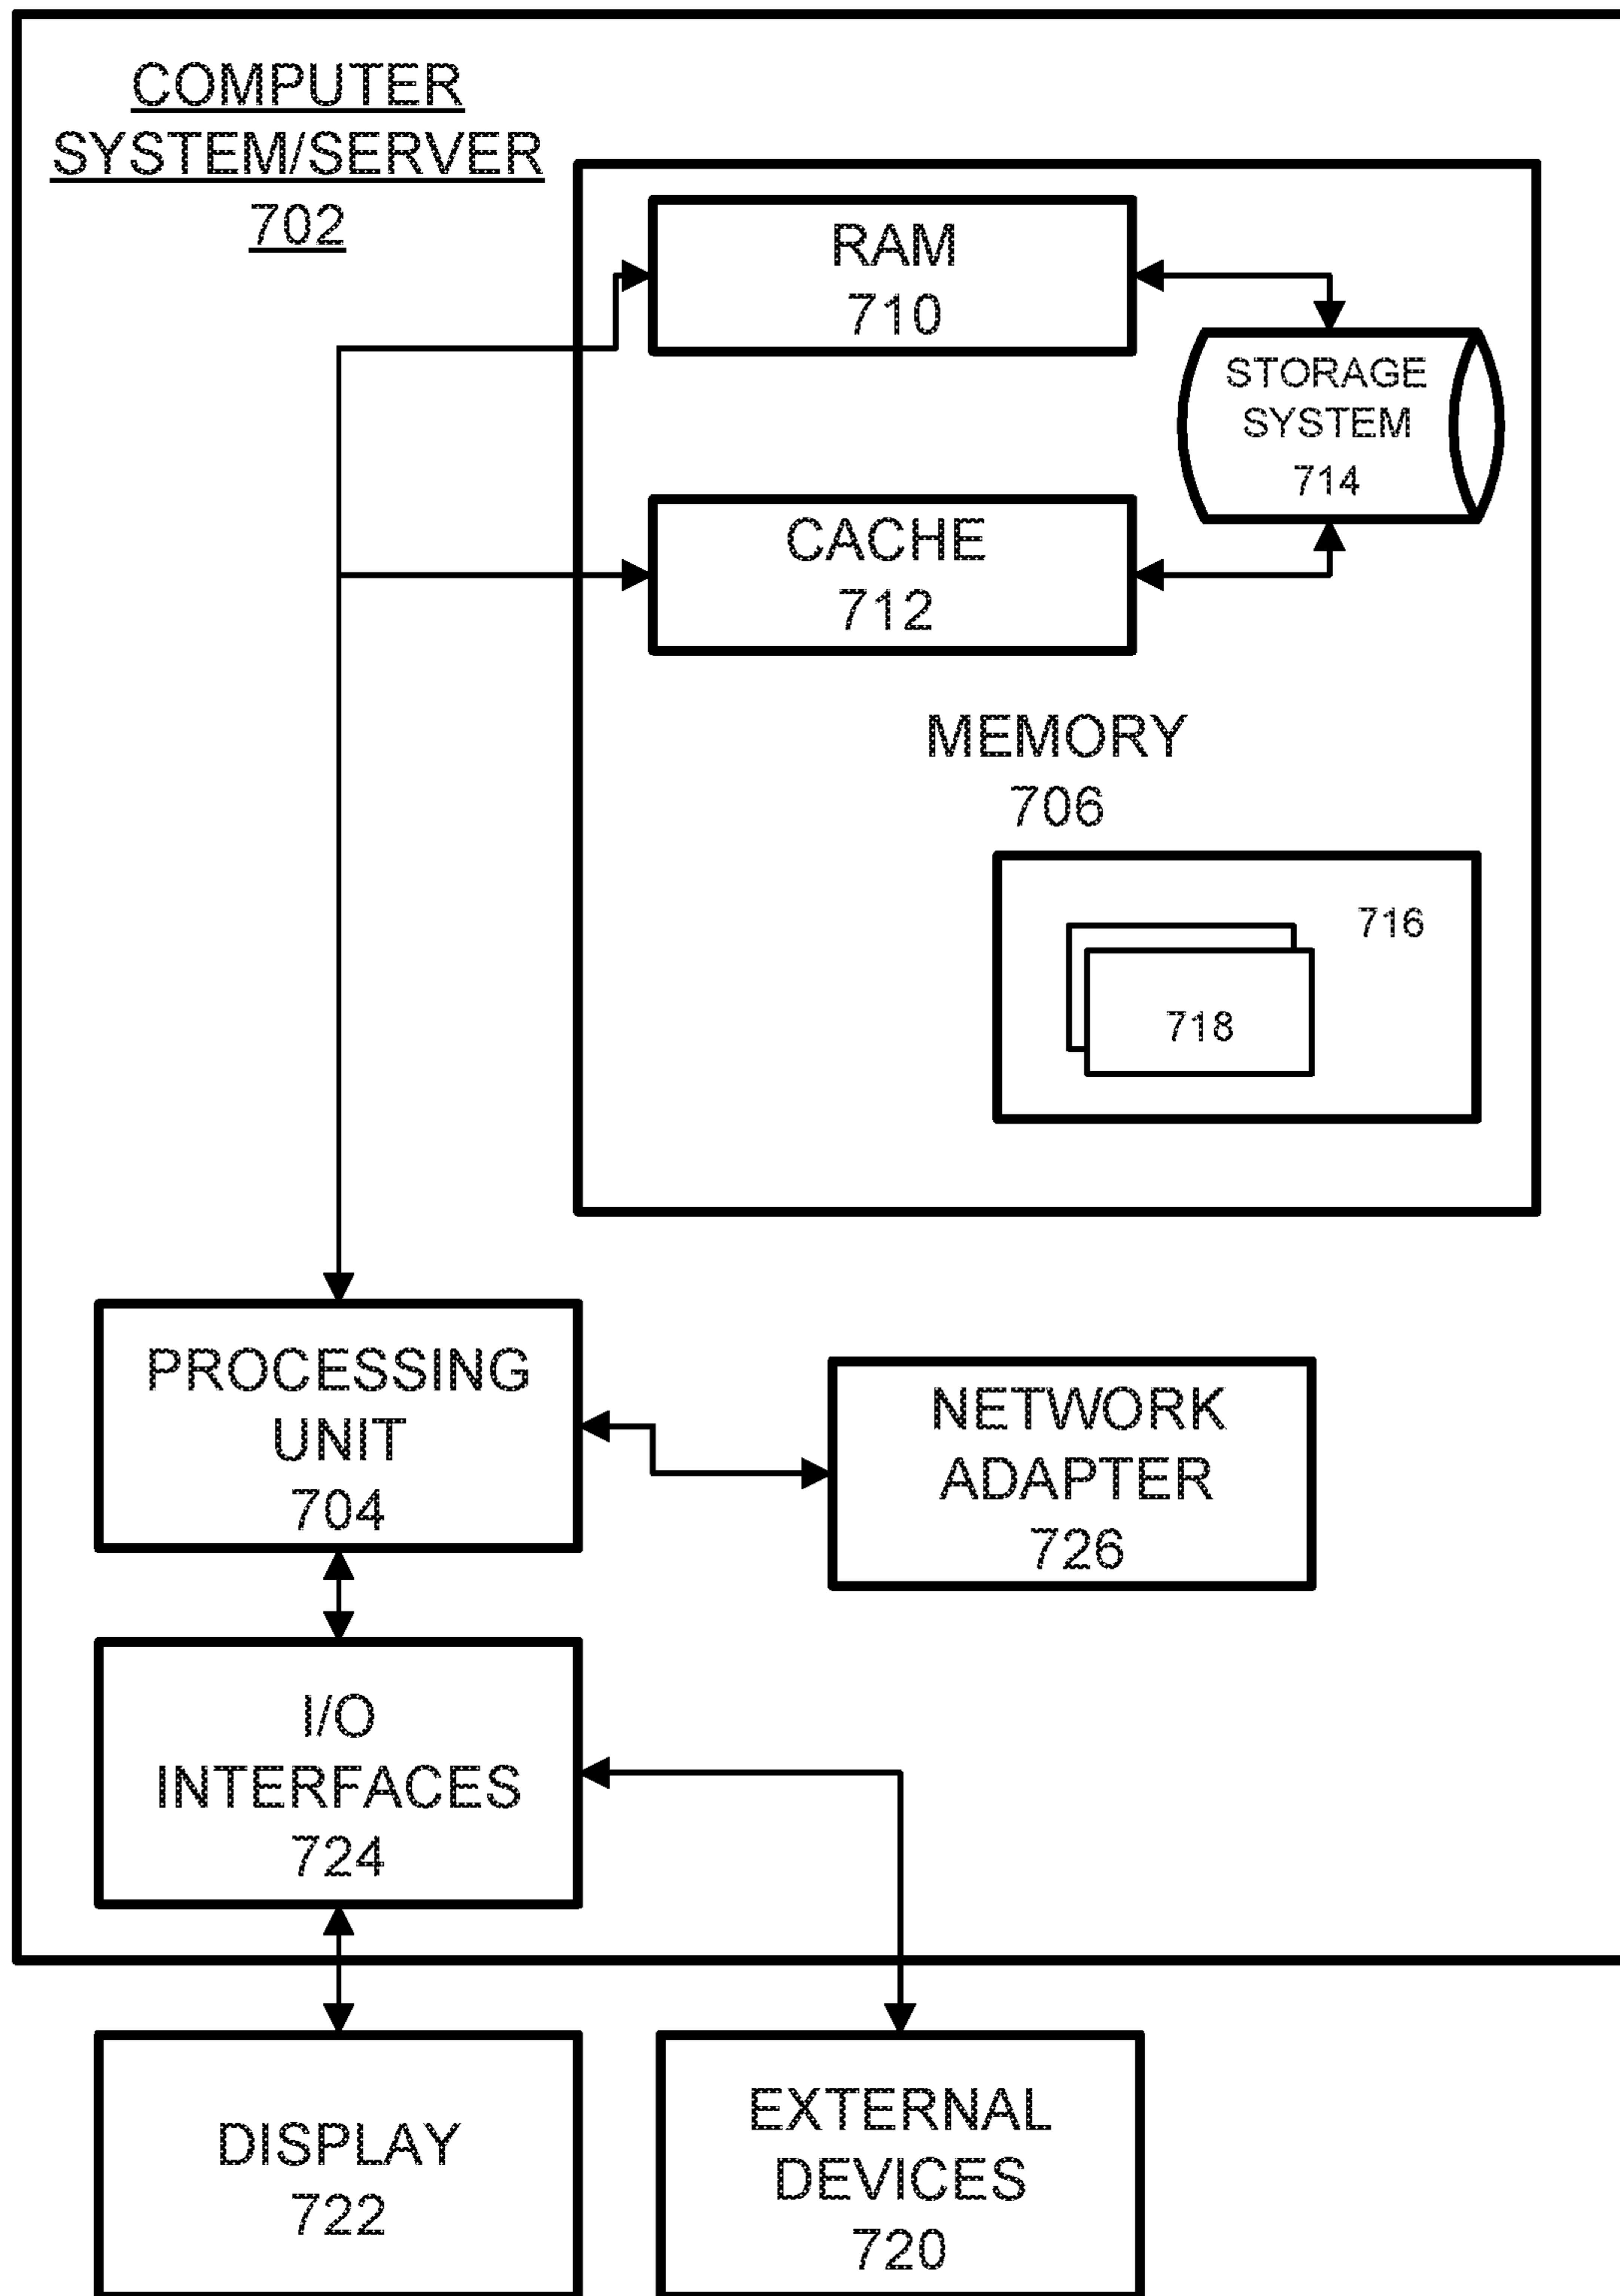 COMPUTER
SYSTEM/SERVER
702
RAM
710
STORAGE
SYSTEM
714
CACHE
712
MEMORY
706
716
718
PROCESSING
UNIT
704
NETWORK
ADAPTER
726
I/O
INTERFACES
724
DISPLAY
722
EXTERNAL
DEVICES
720